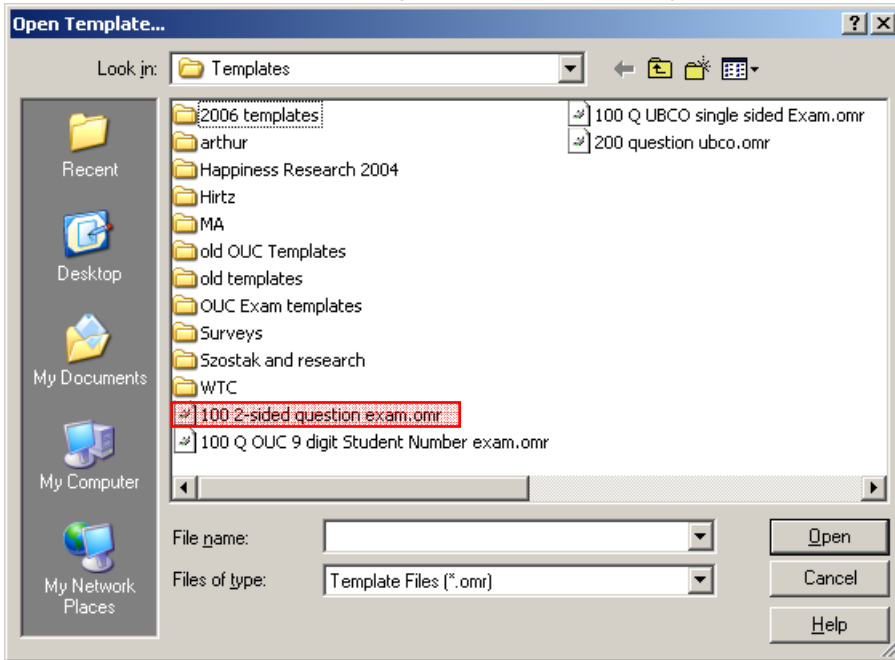 Open Template...
Look in:
Templates
Recent
Desktop
My Documents
My Computer
My Network
Places
2006 templates
arthur
Happiness Research 2004
Hirtz
MA
old OUC Templates
old templates
OUC Exam templates
Surveys
Szostak and research
WTC
100 2-sided question exam.omr
100 Q OUC 9 digit Student Number exam.omr
100 Q UBCO single sided Exam.omr
200 question ubco.omr
File name:
Open
Files of type:
Template Files (*.omr)
Cancel
Help